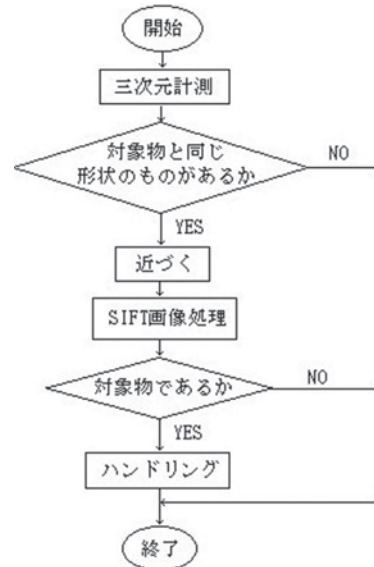 開始
三次元計測
対象物と同じ
形状のものがあるか
NO
YES
近づく
SIFT画像処理
対象物であるか
NO
YES
ハンドリング
終了